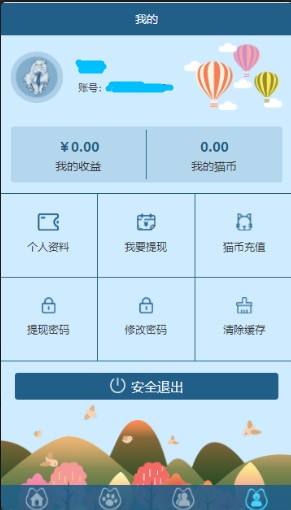 我的
账号:
￥0.00 0.00
我的收益 我的猫币
个人资料 我要提现 猫币充值
提现密码 修改密码 清除缓存
安全退出